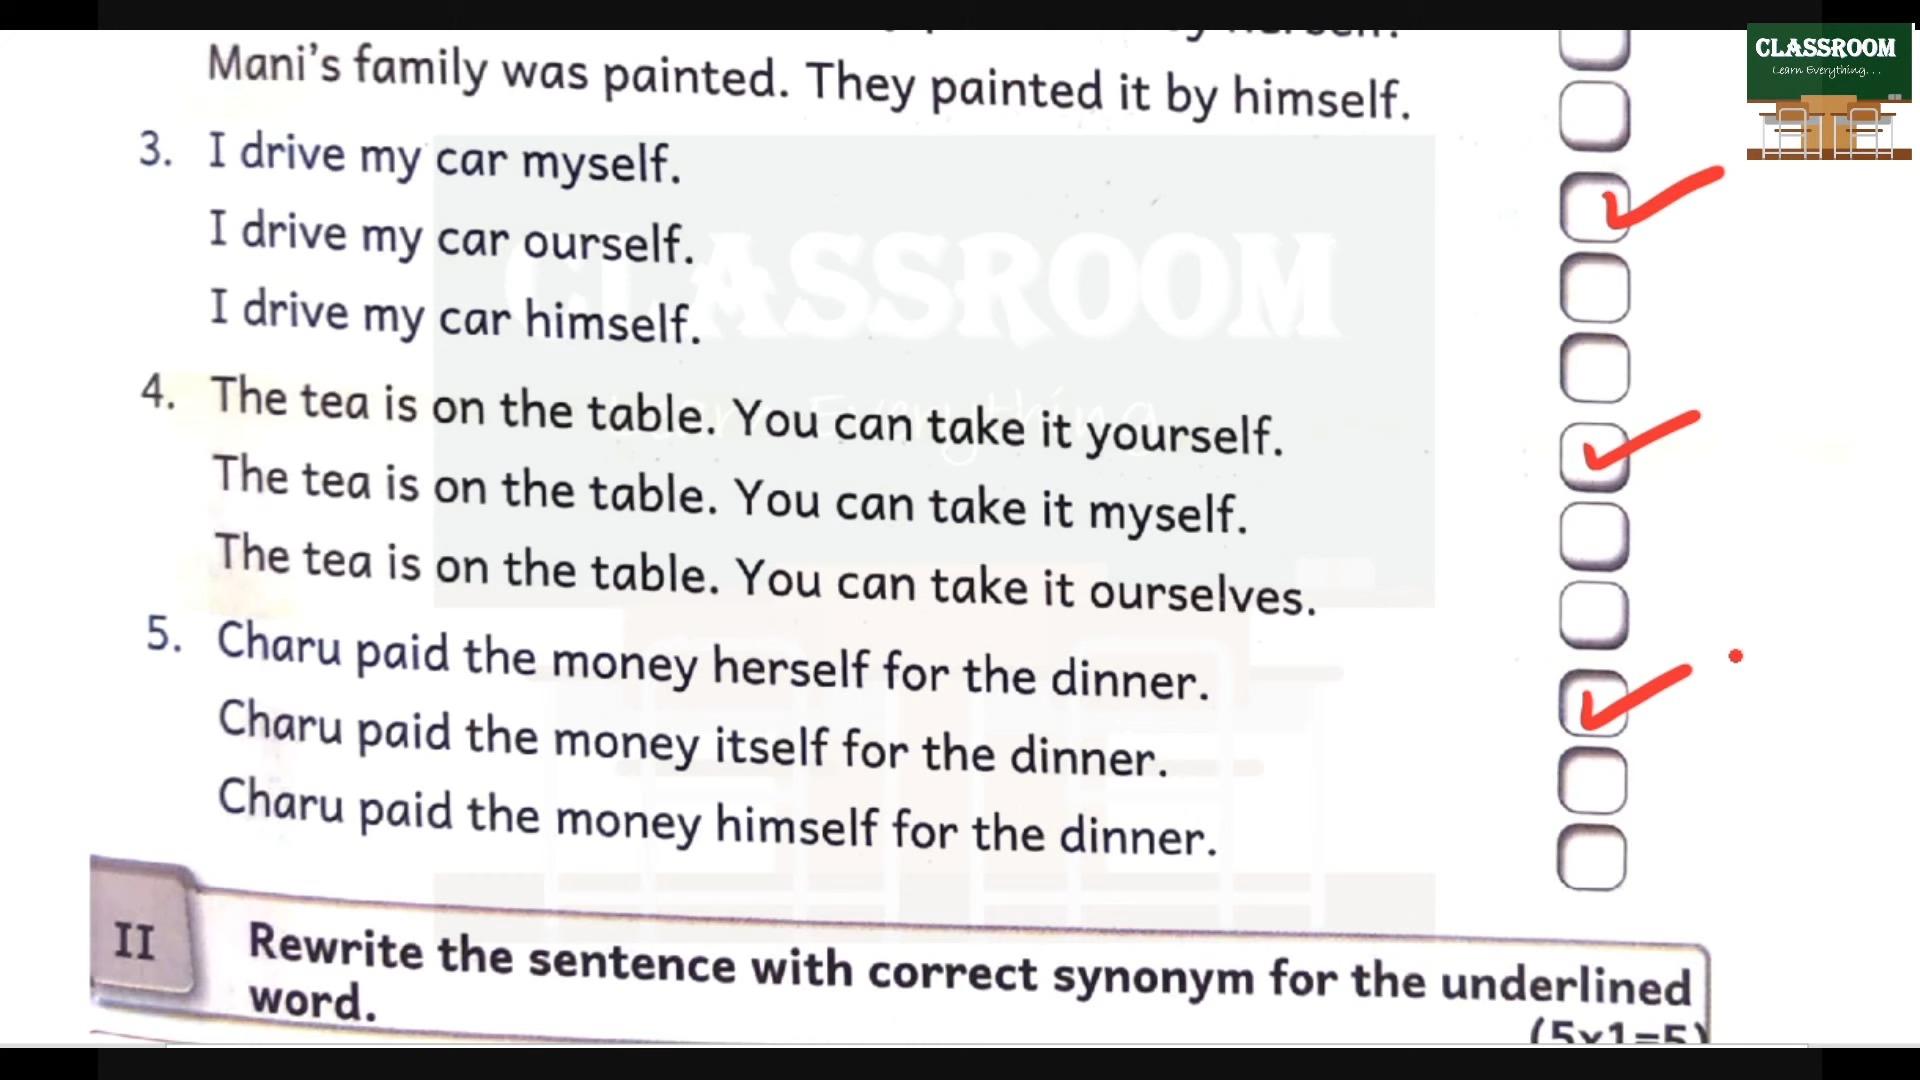 Mani's family was painted. They painted it by himself.
3. I drive my car myself.
I drive my car ourself.
I drive my car himself.
4. The tea is on the table. You can take it yourself.
The tea is on the table. You can take it myself.
The tea is on the table. You can take it ourselves.
5. Charu paid the money herself for the dinner.
Charu paid the money itself for the dinner.
Charu paid the money himself for the dinner.
II Rewrite the sentence with correct synonym for the underlined
word.
(5x1=5)
CLASSROOM
Learn Everything...
CLASSROOM
Learn Everything